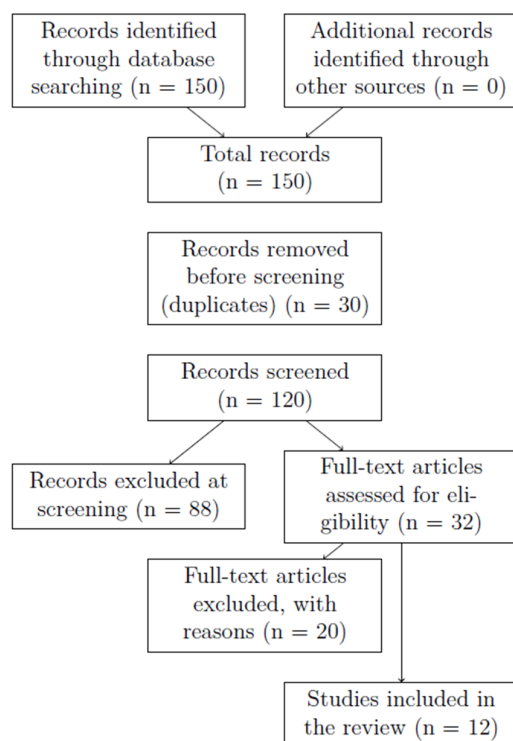 Records identified
through database
searching (n = 150)
Additional records
identified through
other sources (n = 0)
Total records
(n = 150)
Records removed
before screening
(duplicates) (n = 30)
Records screened
(n = 120)
Records excluded at
screening (n = 88)
Full-text articles
assessed for eli-
gibility (n = 32)
Full-text articles
excluded, with
reasons (n = 20)
Studies included in
the review (n = 12)